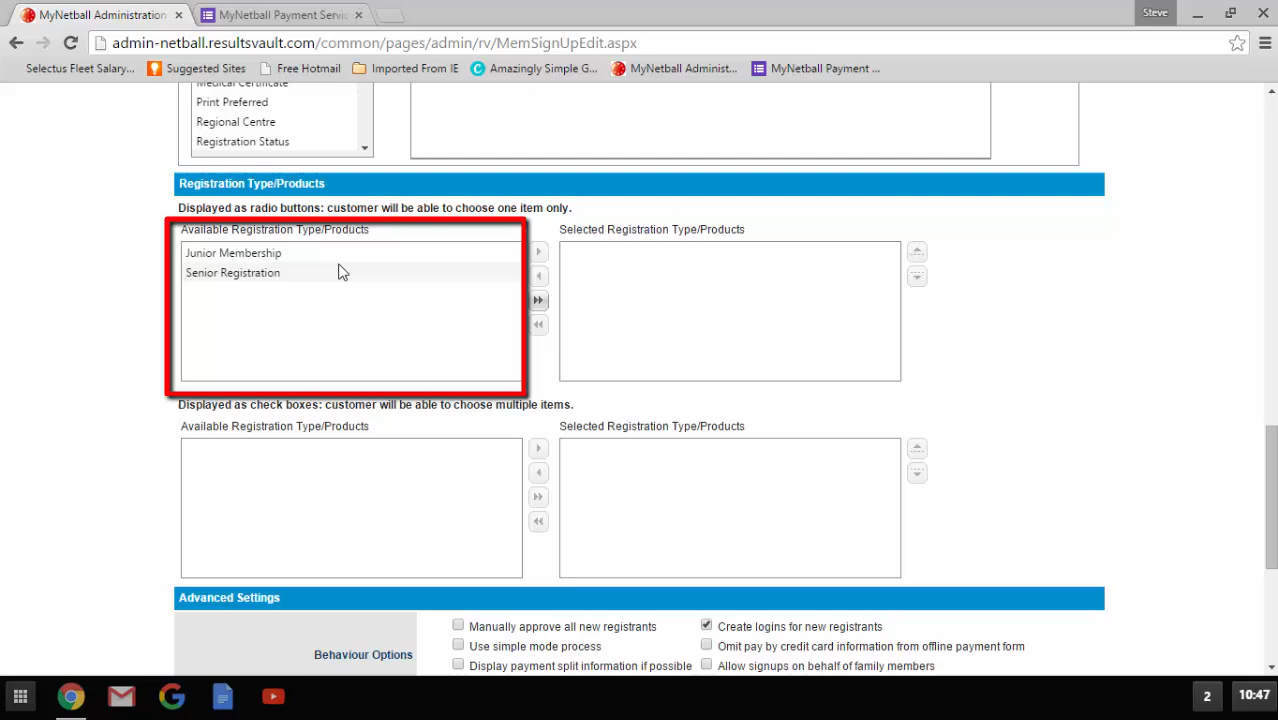 MyNetball Administration
MyNetball Payment Servic
Steve
admin-netball.resultsvault.com/common/pages/admin/rv/MemSignUpEdit.aspx
Selectus Fleet Salary... Suggested Sites Free Hotmail Imported From IE Amazingly Simple G... MyNetball Administ... MyNetball Payment ...
Medical Certificate
Print Preferred
Regional Centre
Registration Status
Registration Type/Products
Displayed as radio buttons: customer will be able to choose one item only.
Available Registration Type/Products Selected Registration Type/Products
Junior Membership
Senior Registration
Displayed as check boxes: customer will be able to choose multiple items.
Available Registration Type/Products Selected Registration Type/Products
Advanced Settings
Manually approve all new registrants Create logins for new registrants
Use simple mode process Omit pay by credit card information from offline payment form
Behaviour Options
Display payment split information if possible Allow signups on behalf of family members
2 10:47